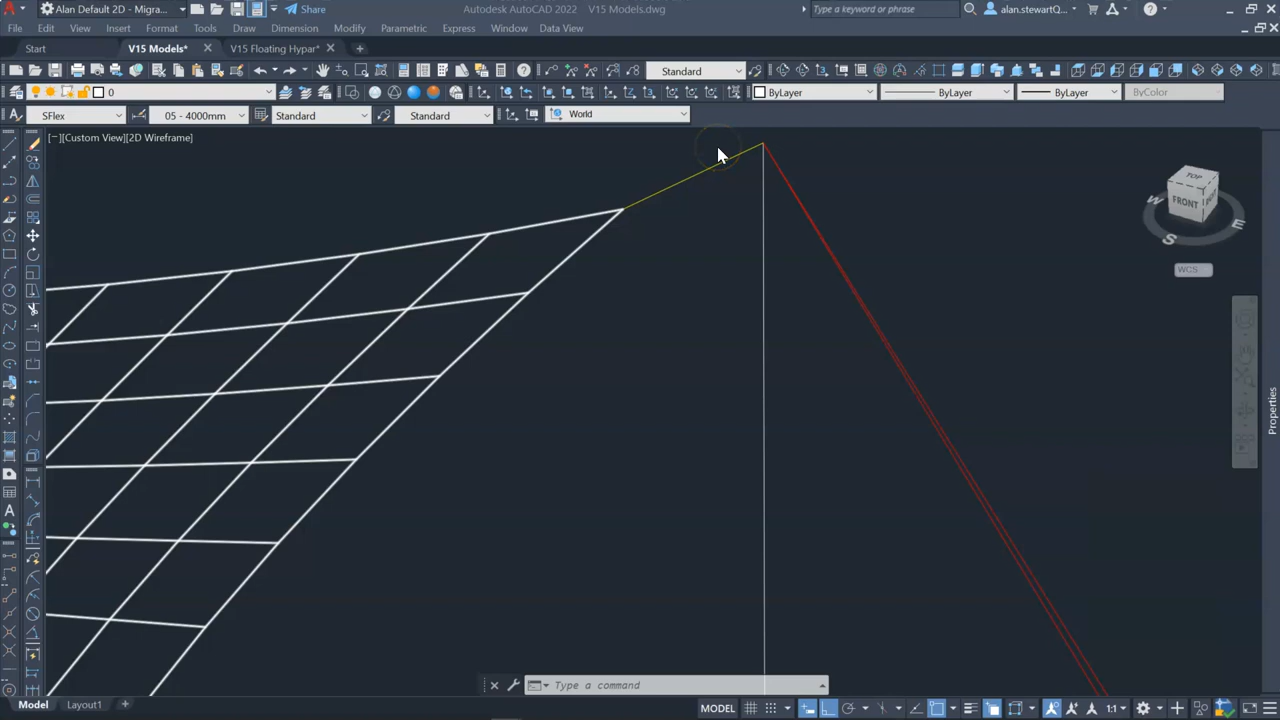 Alan Default 2D - Migra...
Share
Autodesk AutoCAD 2022
V15 Models.dwg
Type a keyword or phrase
alan.stewartQ...
File
Edit
View
Insert
Format
Tools
Draw
Dimension
Modify
Parametric
Express
Window
Data View
Start
V15 Models*
V15 Floating Hypar*
Standard
0
ByLayer
ByLayer
ByLayer
ByColor
SFlex
05 - 4000mm
Standard
Standard
World
[−][Custom View][2D Wireframe]
TOP
FRONT
W
S
E
WCS
Properties
Type a command
Model
Layout1
MODEL
1:1